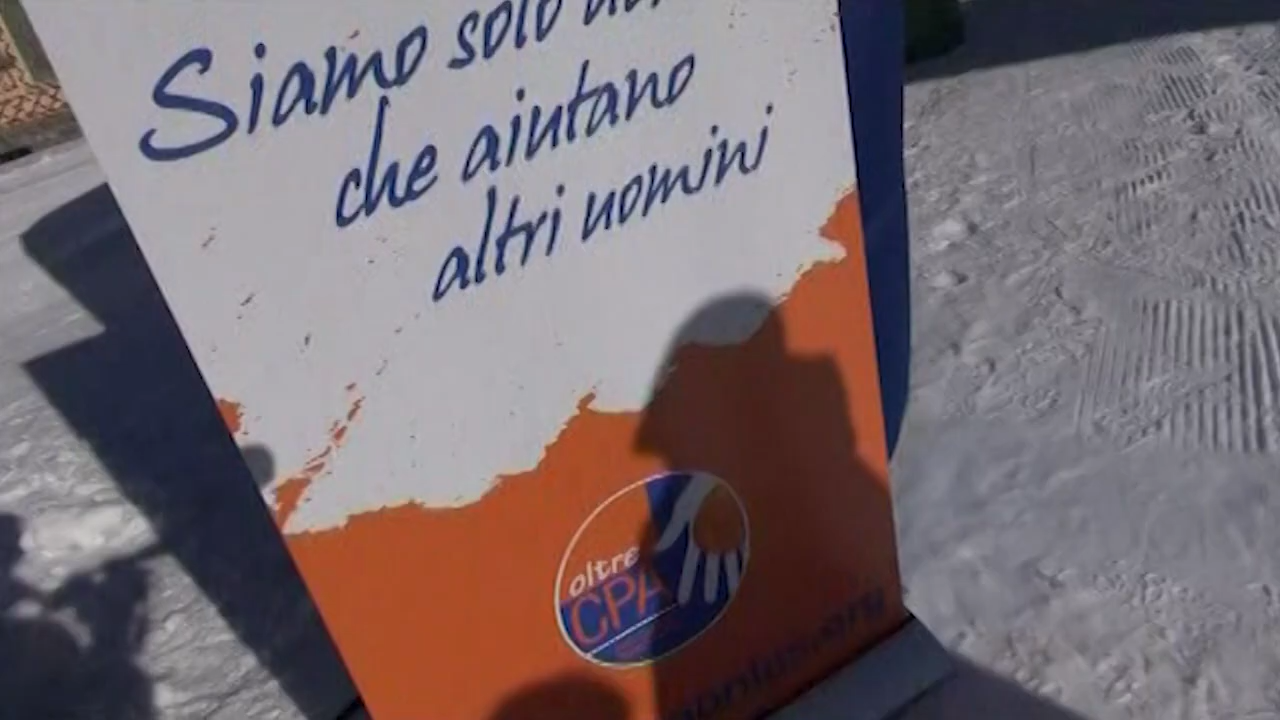 Siamo solo
che aiutano
altri uomini
oltre
CPA